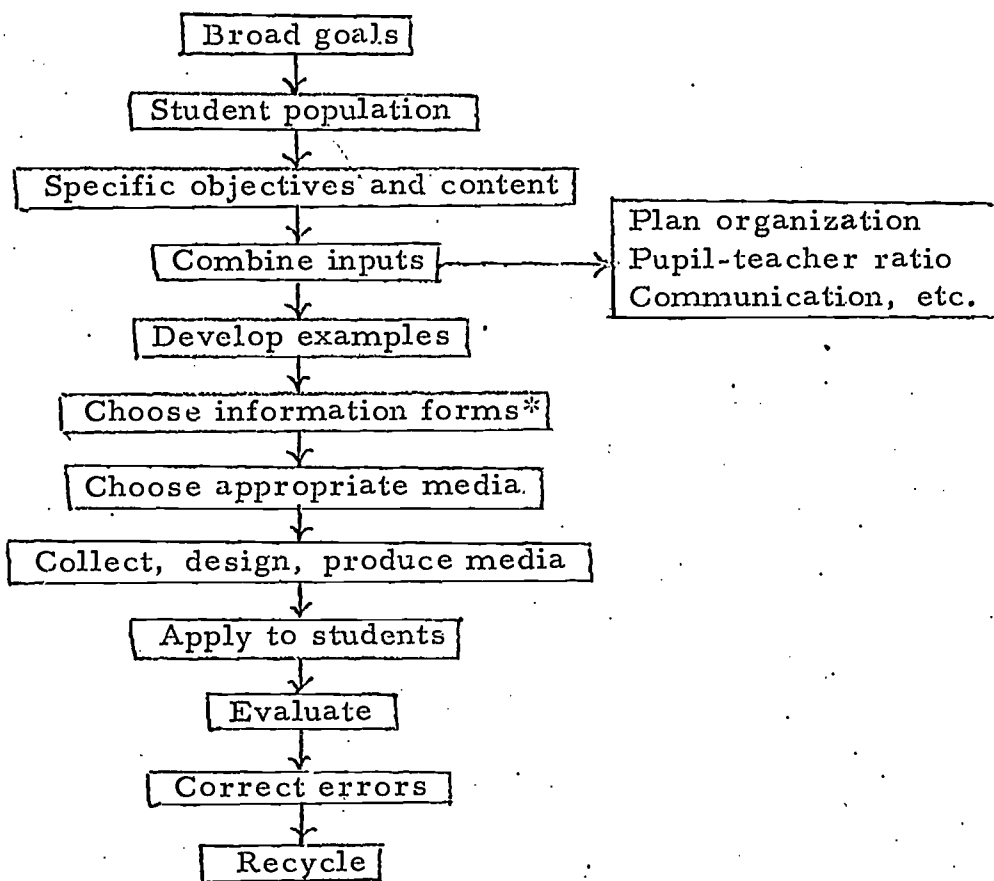 Broad goals
Student population
Specific objectives and content
Combine inputs
Plan organization
Pupil-teacher ratio
Communication, etc.
Develop examples
Choose information forms*
Choose appropriate media.
Collect, design, produce media
Apply to students
Evaluate
Correct errors
Recycle